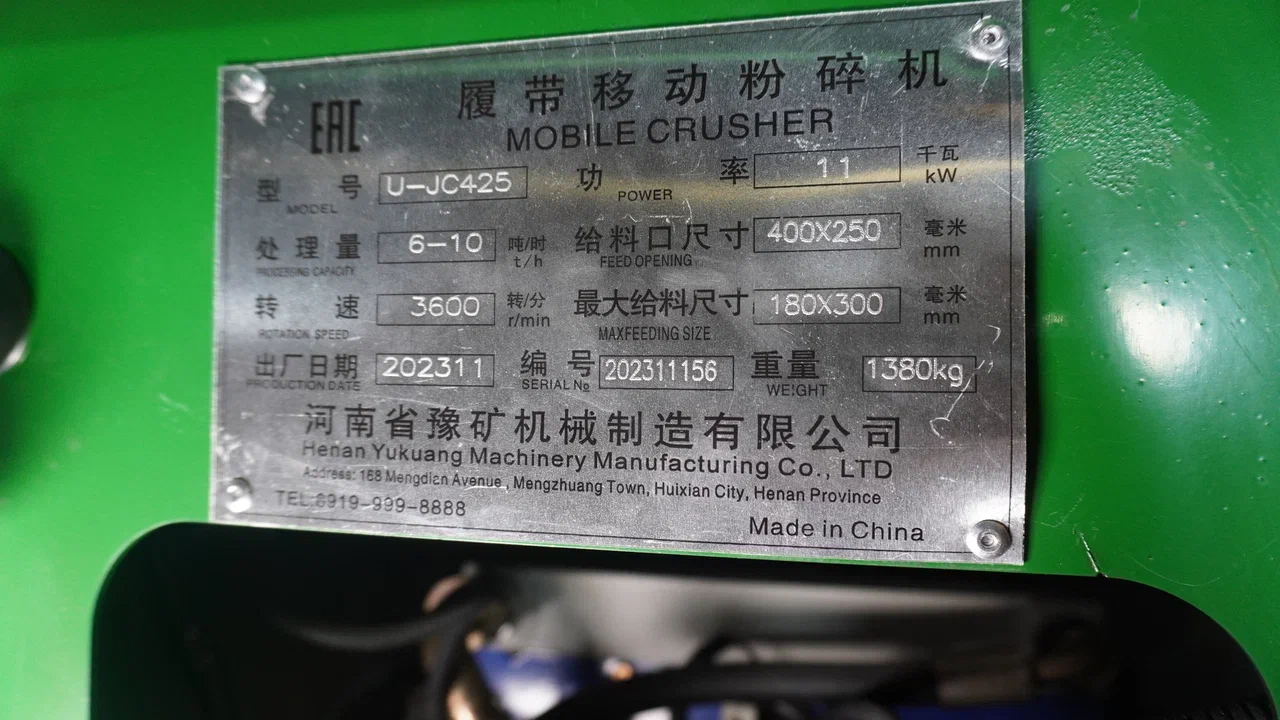 EAC
履带移动粉碎机
MOBILE CRUSHER
型号 U-JC425 功率 11 千瓦
MODEL POWER kW
处理量 6-10 吨/时 给料口尺寸 400X250 毫米
PROCESSING CAPACITY t/h FEED OPENING mm
转速 3600 转/分 最大给料尺寸 180X300 毫米
ROTATION SPEED r/min MAXFEEDING SIZE mm
出厂日期 202311 编号 202311156 重量 1380kg
PRODUCTION DATE SERIAL № WEIGHT
河南省豫矿机械制造有限公司
Henan Yukuang Machinery Manufacturing Co., LTD
Address: 168 Mengdian Avenue, Mengzhuang Town, Huixian City, Henan Province
TEL:6919-999-8888
Made in China